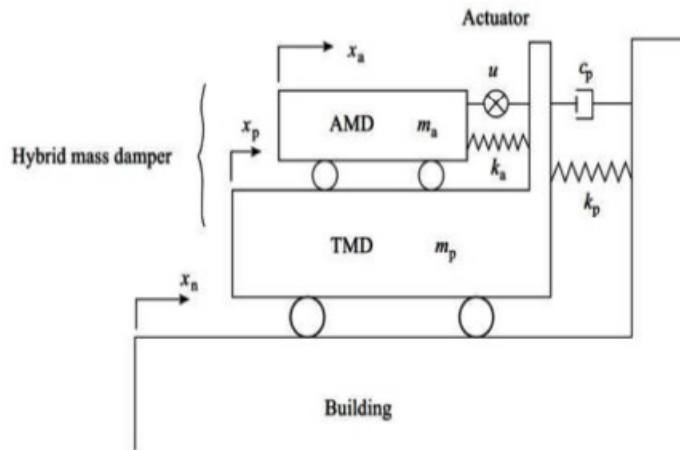 Actuator
x_a
u
c_p
AMD m_a
x_p
Hybrid mass damper
k_a
k_p
TMD m_p
x_n
Building